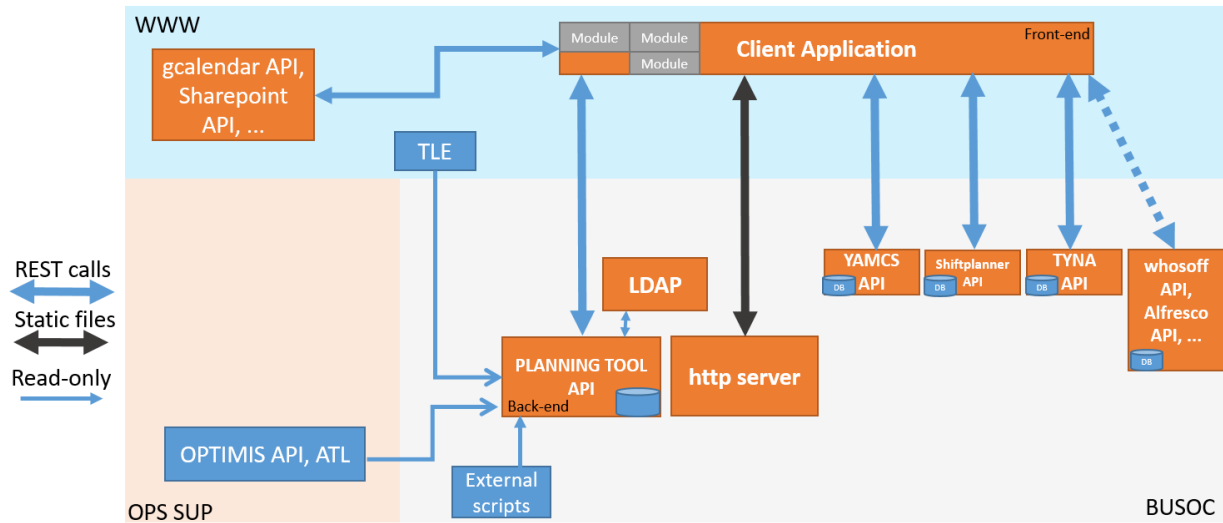 WWW
Module
Module
Module
Client Application
Front-end
gcalendar API,
Sharepoint
API, ...
TLE
REST calls
Static files
Read-only
LDAP
PLANNING TOOL
API
Back-end
http server
YAMCS
API
DB
Shiftplanner
API
DB
TYNA
API
DB
whosoff
API,
Alfresco
API, ...
DB
OPTIMIS API, ATL
External
scripts
OPS SUP
BUSOC